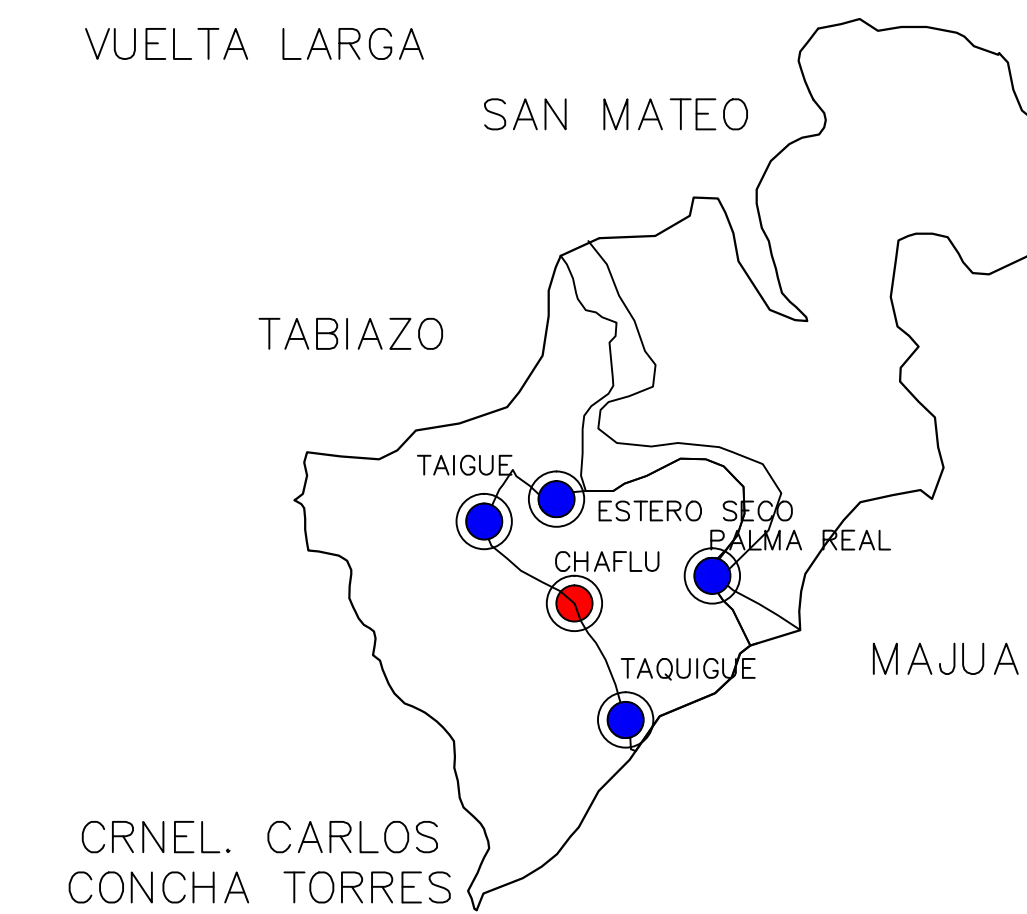 VUELTA LARGA
SAN MATEO
TABIAZO
TAIGUE
ESTERO SECO
PALMA REAL
CHAFLU
MAJUA
TAQUIGUE
CRNEL. CARLOS
CONCHA TORRES